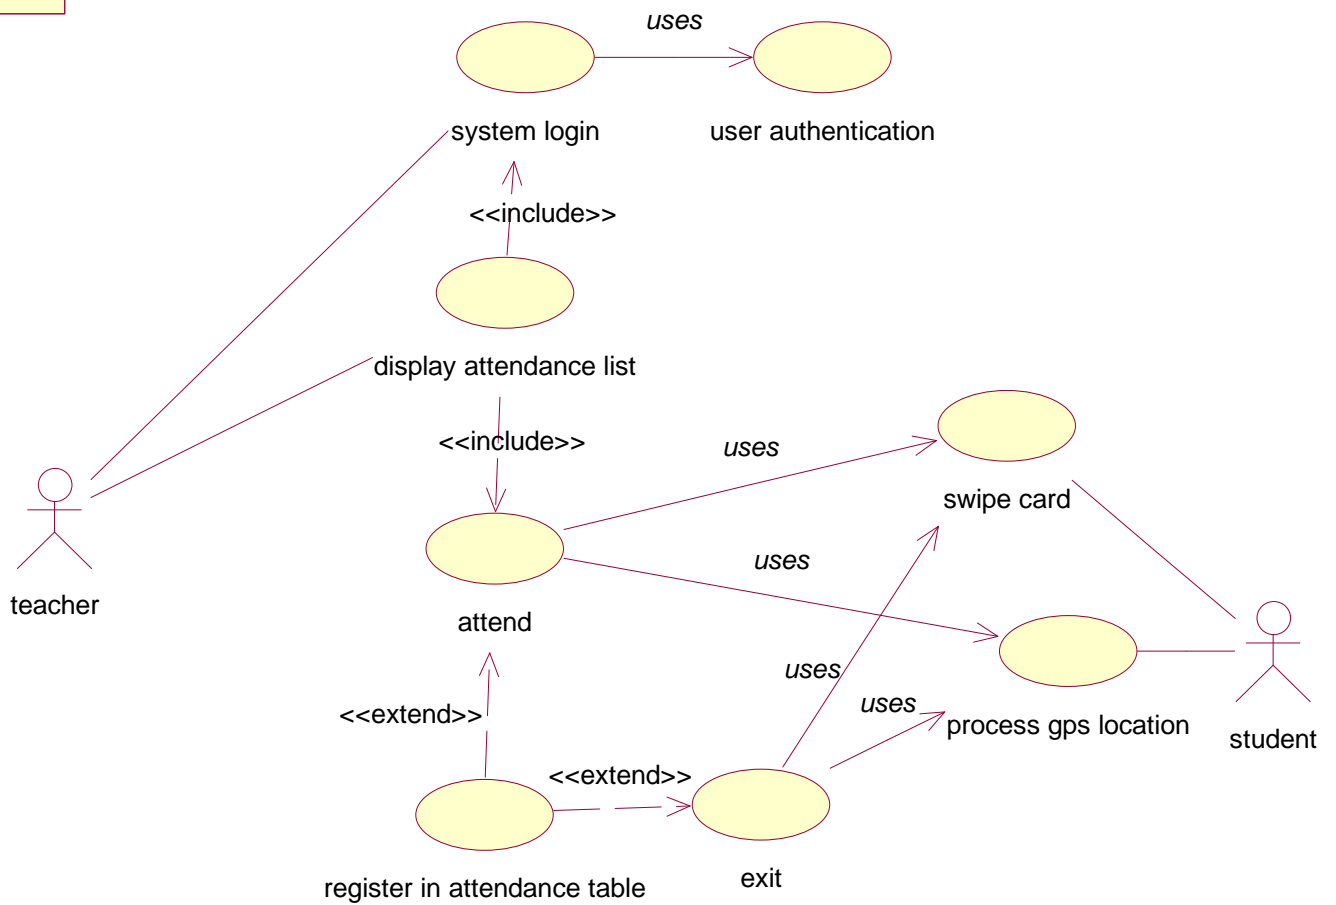 uses
system login
user authentication
<<include>>
display attendance list
<<include>>
uses
swipe card
uses
teacher
attend
uses
<<extend>>
uses
process gps location
student
<<extend>>
exit
register in attendance table